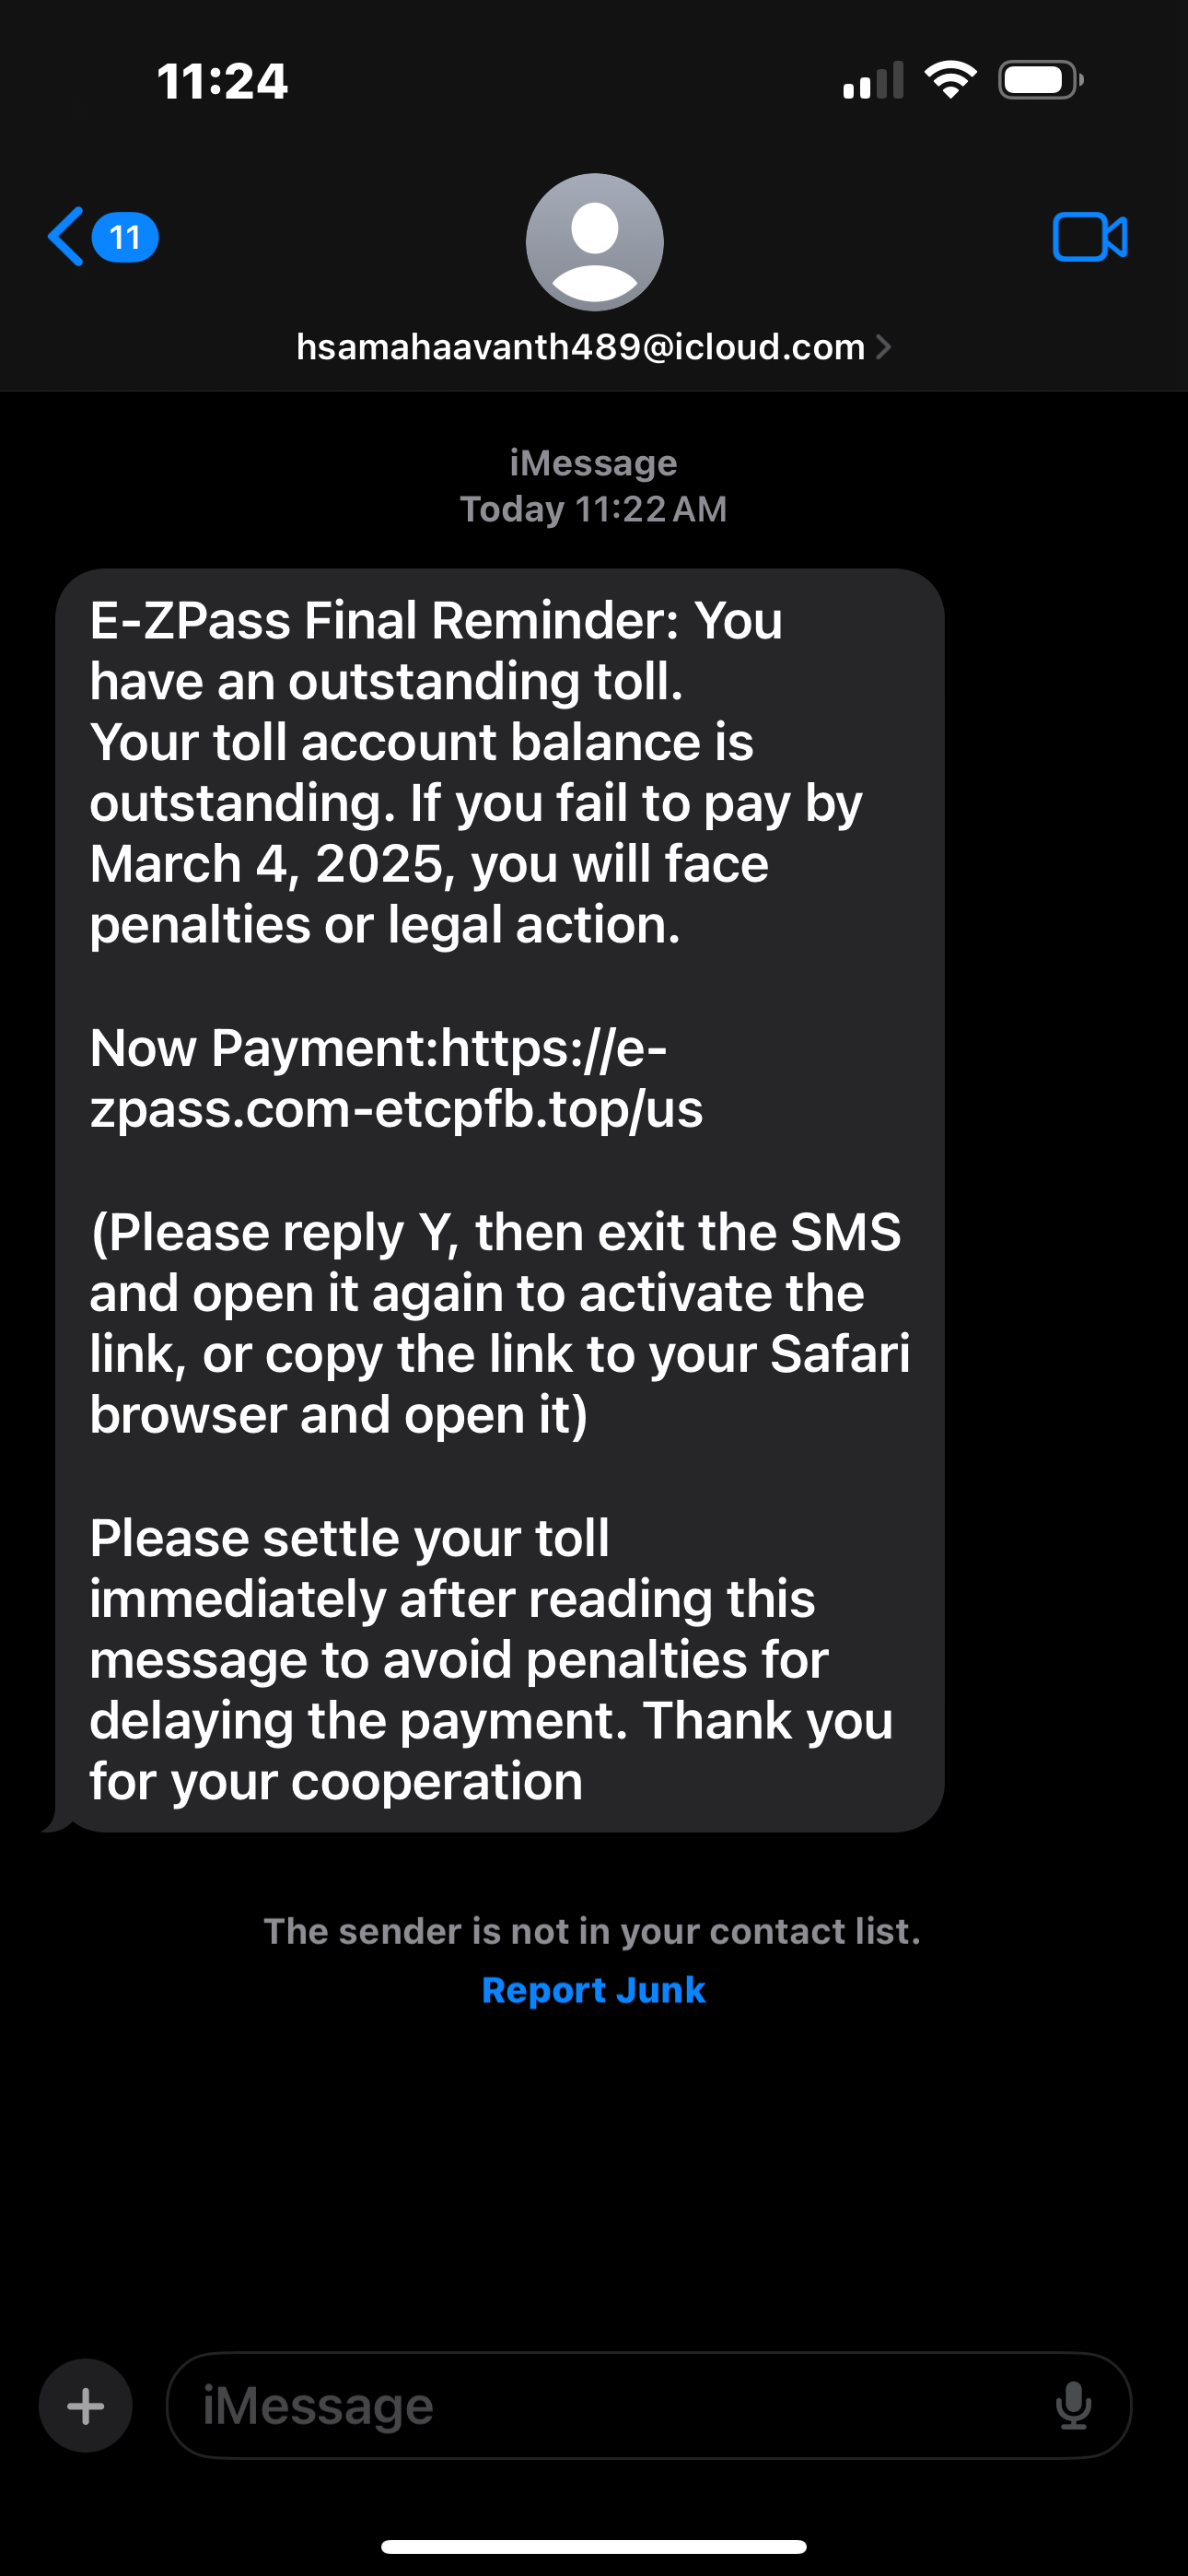 11:24
11
hsamahaavanth489@icloud.com
iMessage
Today 11:22 AM
E-ZPass Final Reminder: You
have an outstanding toll.
Your toll account balance is
outstanding. If you fail to pay by
March 4, 2025, you will face
penalties or legal action.
Now Payment:https://e-
zpass.com-etcpfb.top/us
(Please reply Y, then exit the SMS
and open it again to activate the
link, or copy the link to your Safari
browser and open it)
Please settle your toll
immediately after reading this
message to avoid penalties for
delaying the payment. Thank you
for your cooperation
The sender is not in your contact list.
Report Junk
iMessage